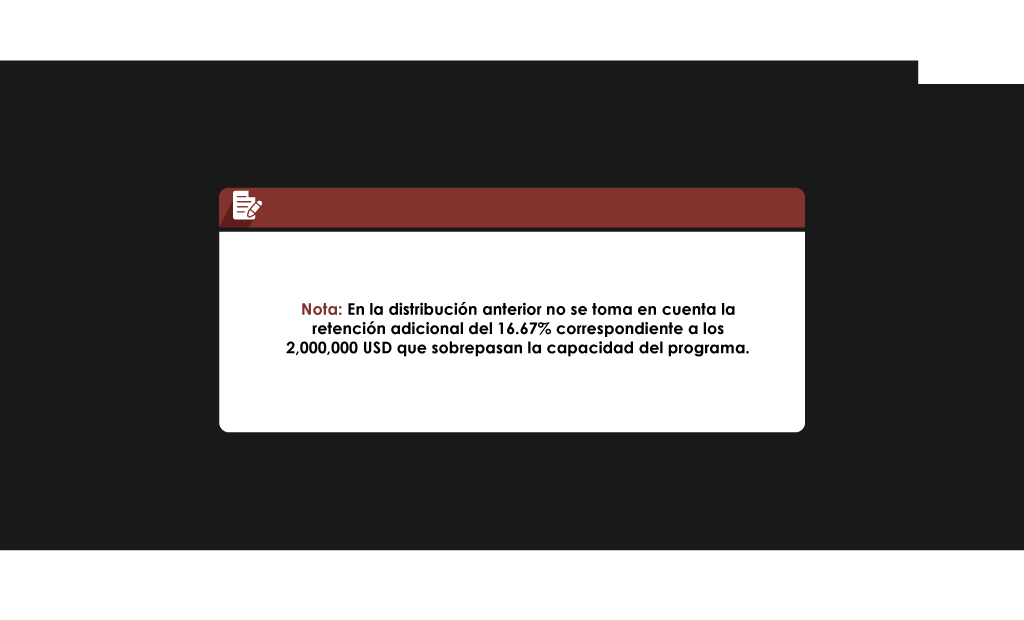 Nota: En la distribución anterior no se toma en cuenta la
retención adicional del 16.67% correspondiente a los
2,000,000 USD que sobrepasan la capacidad del programa.